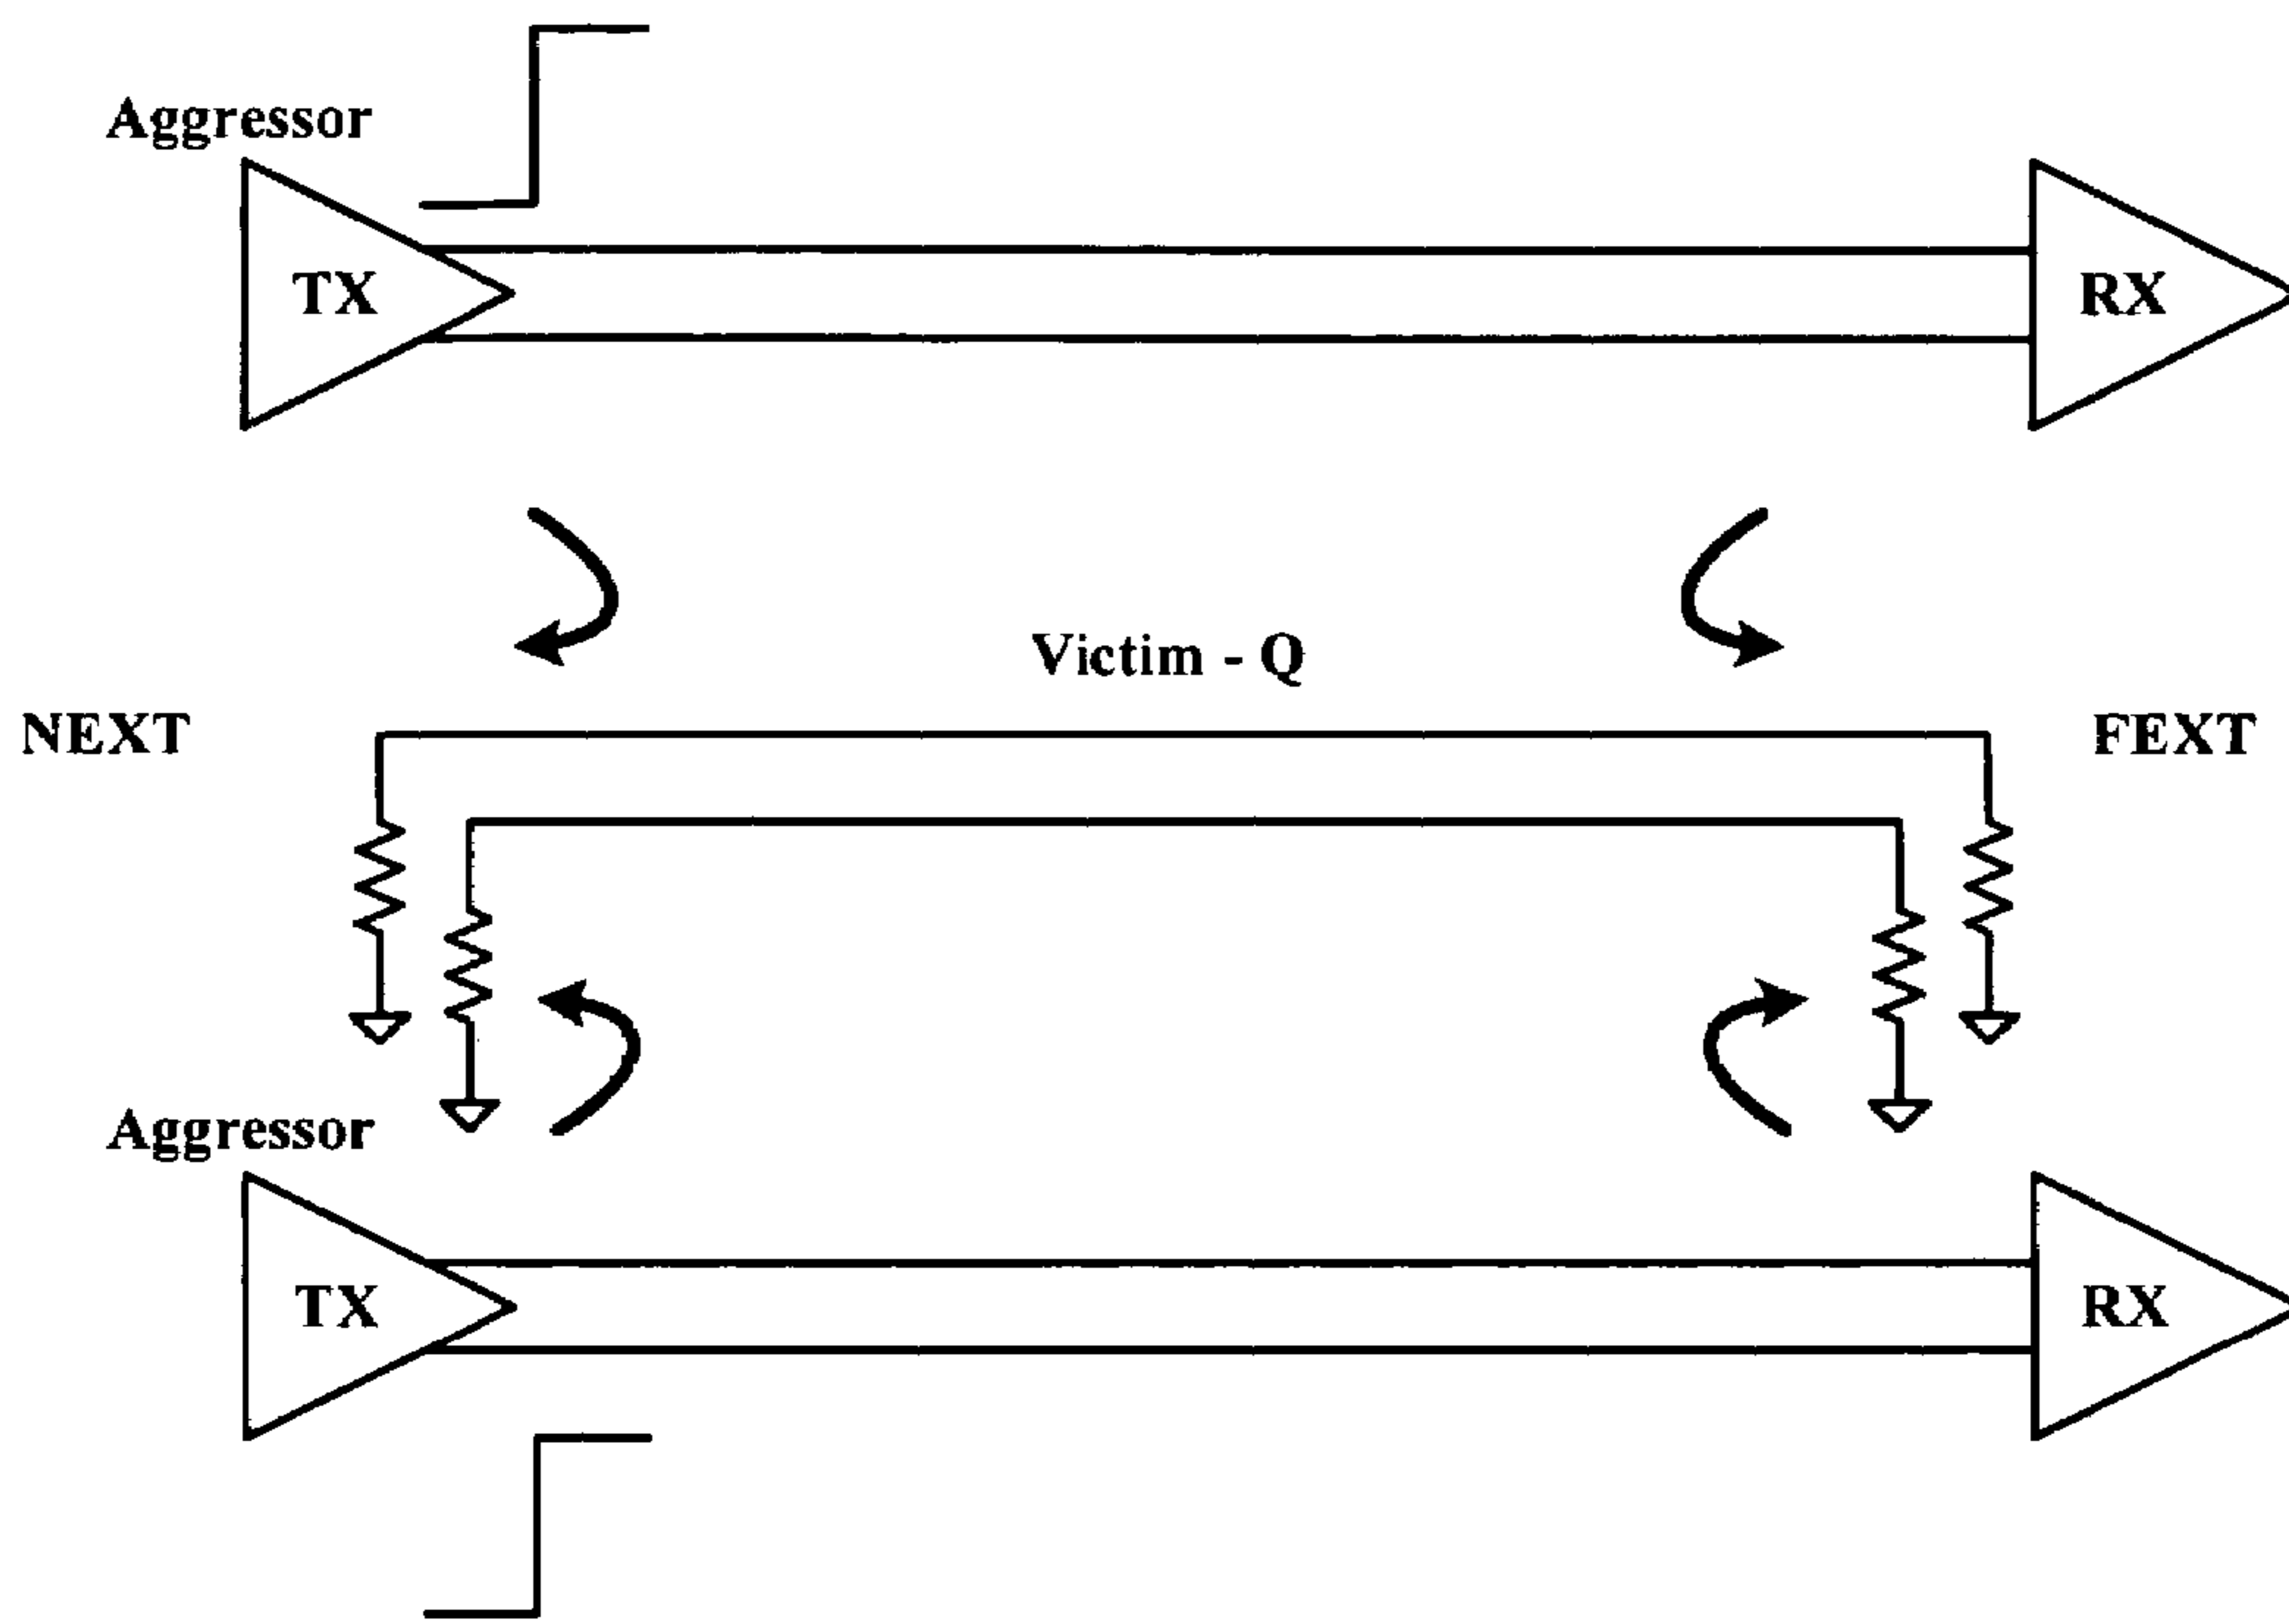 Aggressor
TX
RX
Victim - Q
NEXT
FEXT
Aggressor
TX
RX